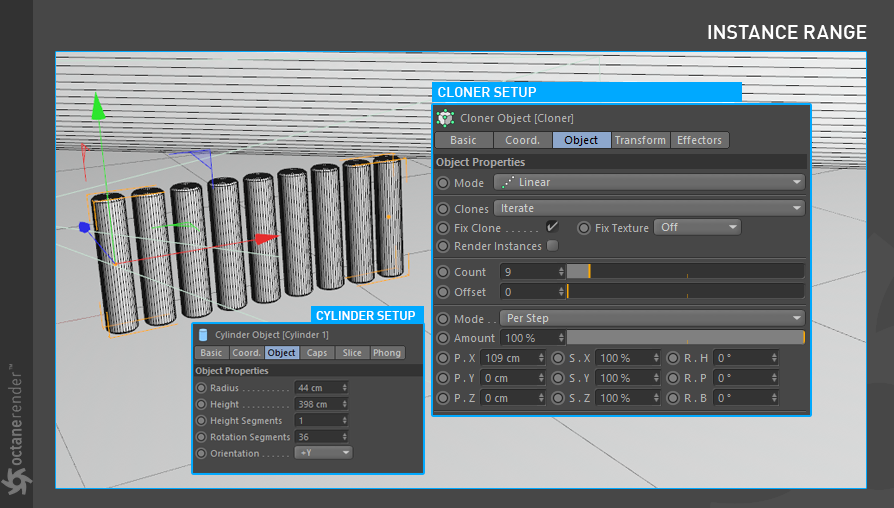 INSTANCE RANGE
CLONER SETUP
Cloner Object [Cloner]
Basic Coord. Object Transform Effectors
Object Properties
Mode Linear
Clones Iterate
Fix Clone . . . . . . Fix Texture Off
Render Instances
Count 9
Offset 0
Mode . . Per Step
Amount 100 %
P . X 109 cm S . X 100 % R . H 0 °
P . Y 0 cm S . Y 100 % R . P 0 °
P . Z 0 cm S . Z 100 % R . B 0 °
CYLINDER SETUP
Cylinder Object [Cylinder 1]
Basic Coord. Object Caps Slice Phong
Object Properties
Radius . . . . . . . . . . 44 cm
Height . . . . . . . . . . 398 cm
Height Segments 1
Rotation Segments 36
Orientation . . . . . . +Y
octanerender™